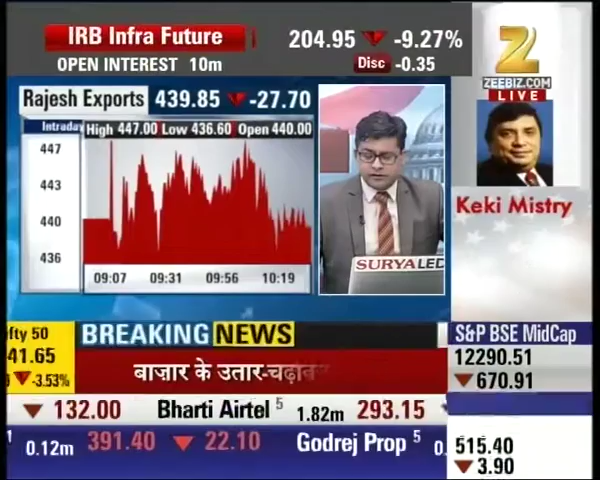 IRB Infra Future
204.95 -9.27%
OPEN INTEREST 10m
Disc -0.35
ZEEBIZ.COM
LIVE
Rajesh Exports 439.85 -27.70
Intraday High 447.00 Low 436.60 Open 440.00
447
443
440
436
09:07 09:31 09:56 10:19
SURYA LED
Keki Mistry
fty 50
41.65
-3.53%
BREAKING NEWS
बाज़ार के उतार-चढ़ाव
S&P BSE MidCap
12290.51
670.91
132.00 Bharti Airtel 5 1.82m 293.15
0.12m 391.40 22.10 Godrej Prop 5 0.
515.40
3.90